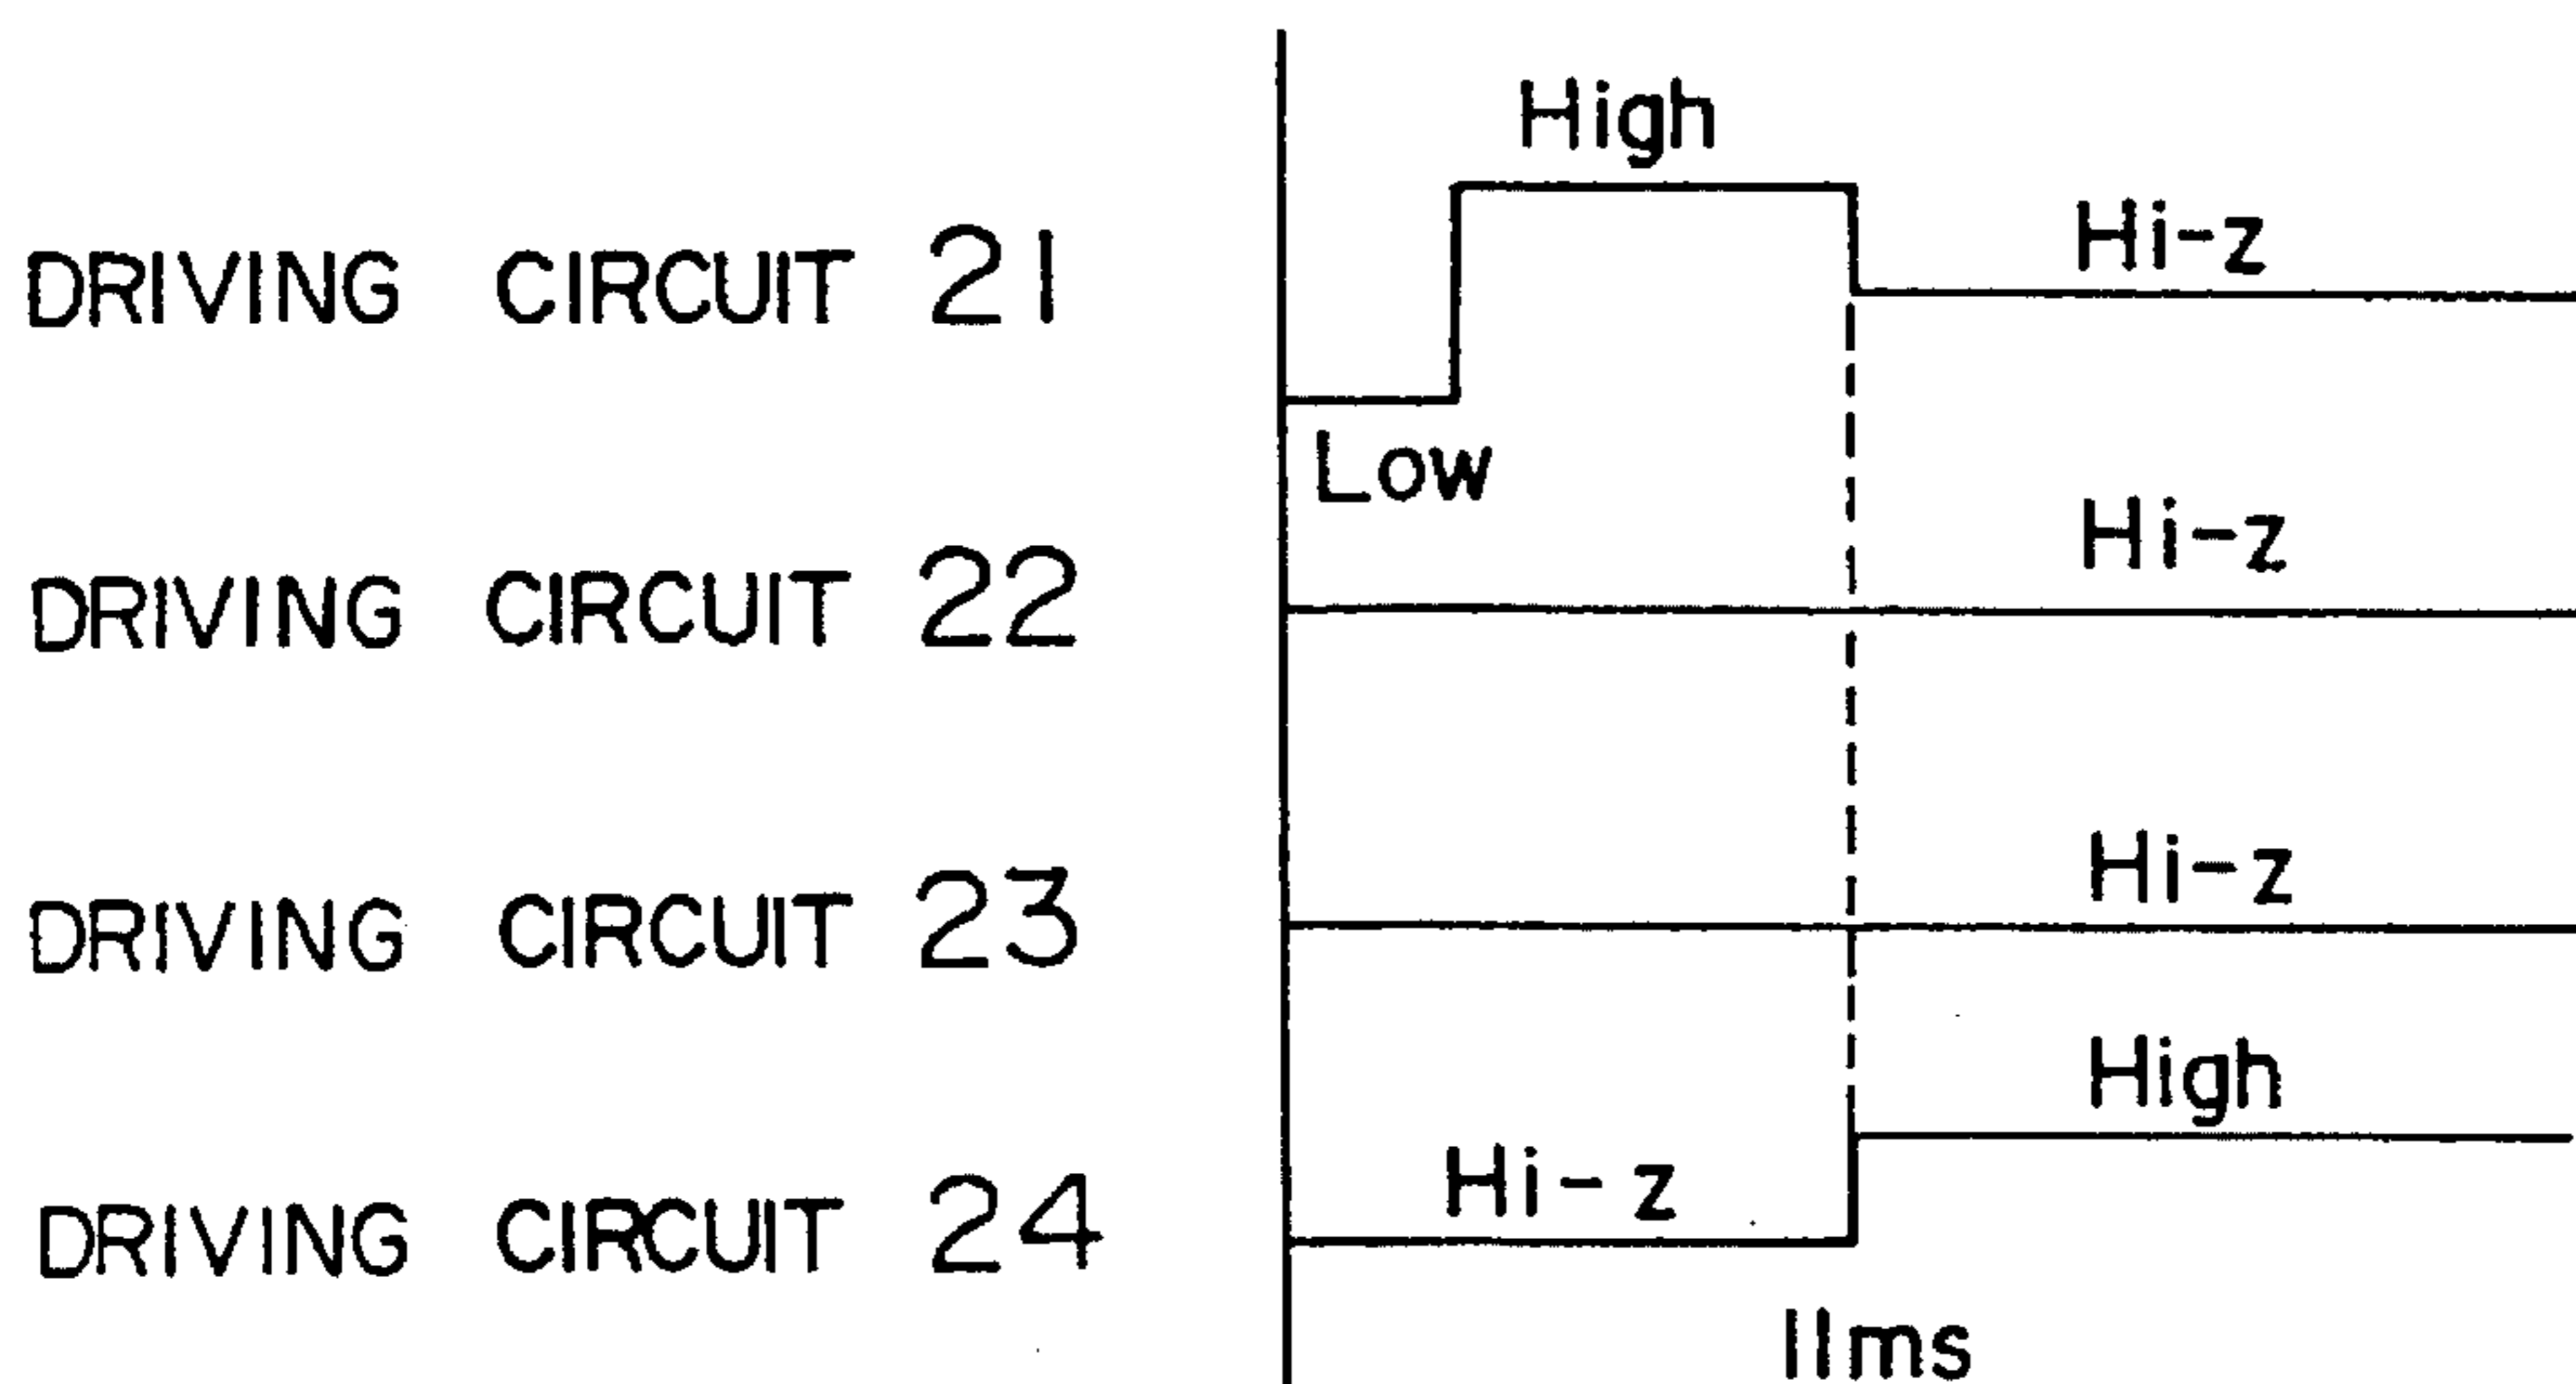 High
DRIVING CIRCUIT 21
Hi-z
Low
DRIVING CIRCUIT 22
Hi-z
DRIVING CIRCUIT 23
Hi-z
High
DRIVING CIRCUIT 24
Hi-z
11ms